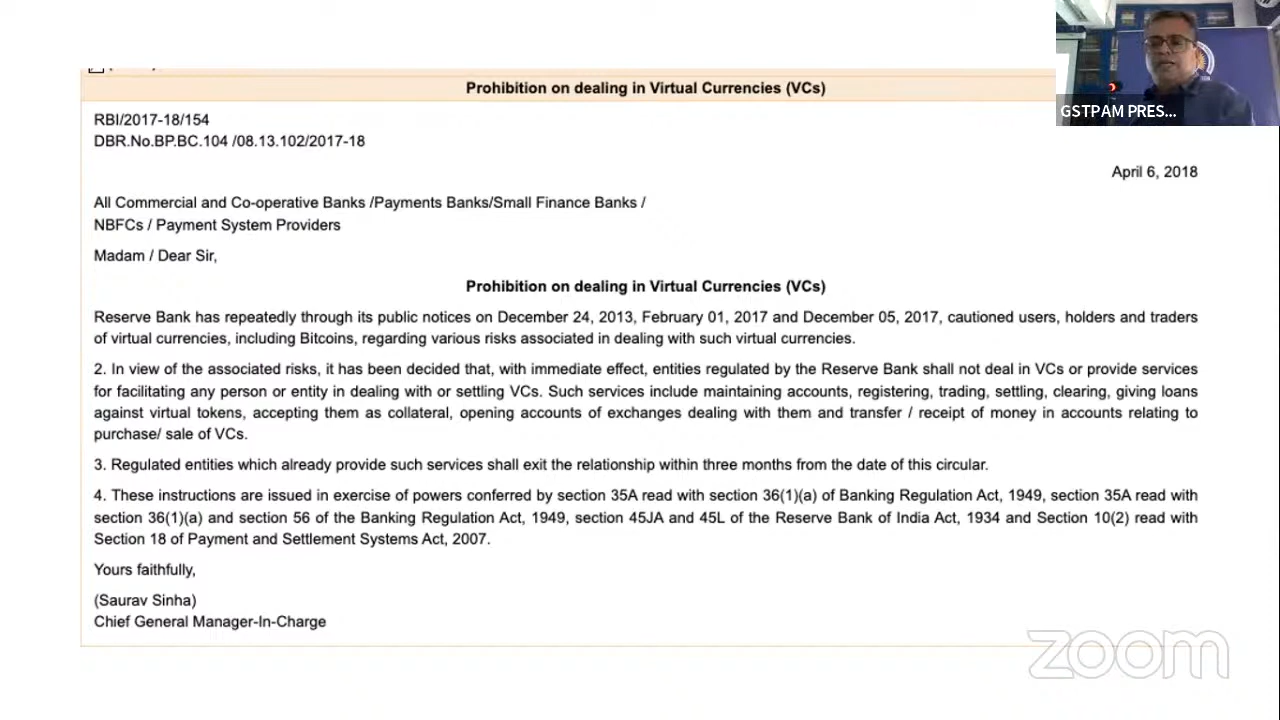 Prohibition on dealing in Virtual Currencies (VCs)
GSTPAM PRES...
RBI/2017-18/154
DBR.No.BP.BC.104 /08.13.102/2017-18
April 6, 2018
All Commercial and Co-operative Banks /Payments Banks/Small Finance Banks /
NBFCs / Payment System Providers
Madam / Dear Sir,
Prohibition on dealing in Virtual Currencies (VCs)
Reserve Bank has repeatedly through its public notices on December 24, 2013, February 01, 2017 and December 05, 2017, cautioned users, holders and traders
of virtual currencies, including Bitcoins, regarding various risks associated in dealing with such virtual currencies.
2. In view of the associated risks, it has been decided that, with immediate effect, entities regulated by the Reserve Bank shall not deal in VCs or provide services
for facilitating any person or entity in dealing with or settling VCs. Such services include maintaining accounts, registering, trading, settling, clearing, giving loans
against virtual tokens, accepting them as collateral, opening accounts of exchanges dealing with them and transfer / receipt of money in accounts relating to
purchase/ sale of VCs.
3. Regulated entities which already provide such services shall exit the relationship within three months from the date of this circular.
4. These instructions are issued in exercise of powers conferred by section 35A read with section 36(1)(a) of Banking Regulation Act, 1949, section 35A read with
section 36(1)(a) and section 56 of the Banking Regulation Act, 1949, section 45JA and 45L of the Reserve Bank of India Act, 1934 and Section 10(2) read with
Section 18 of Payment and Settlement Systems Act, 2007.
Yours faithfully,
(Saurav Sinha)
Chief General Manager-In-Charge
zoom